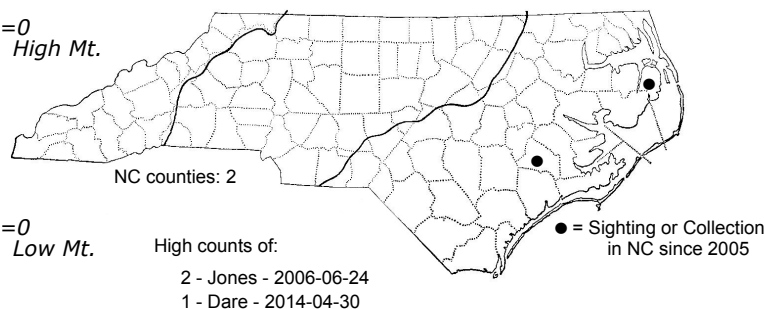 =0
High Mt.
NC counties: 2
=0
Low Mt.
High counts of:
2 - Jones - 2006-06-24
1 - Dare - 2014-04-30
● = Sighting or Collection
in NC since 2005